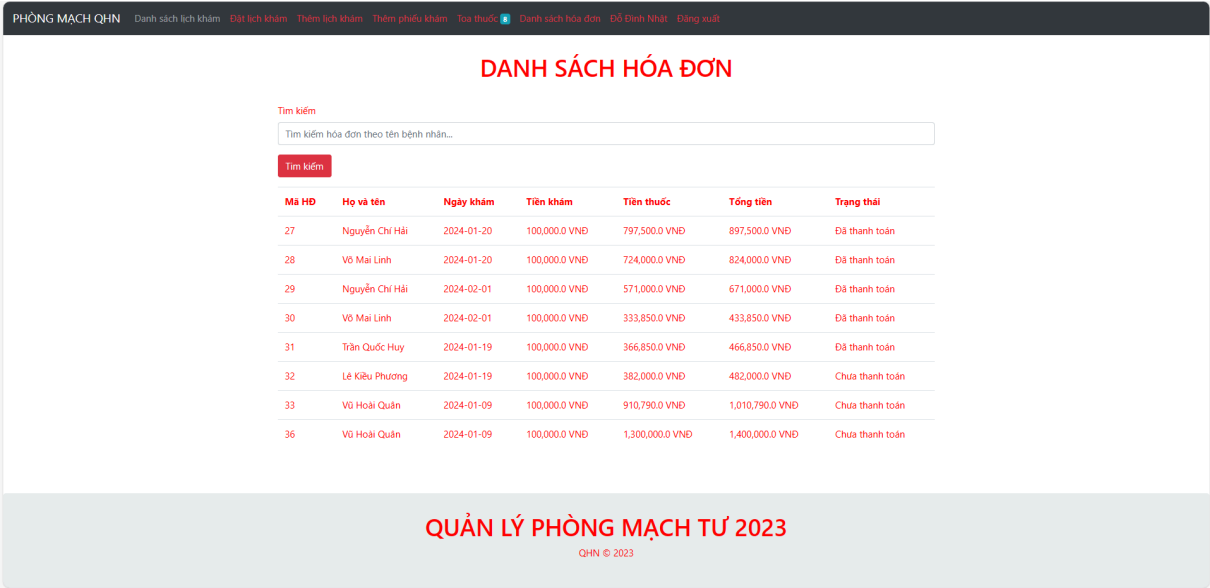 PHÒNG MẠCH QHN Danh sách lịch khám Đặt lịch khám Thêm lịch khám Thêm phiếu khám Toa thuốc 8 Danh sách hóa đơn Đỗ Đình Nhật Đăng xuất
DANH SÁCH HÓA ĐƠN
Tìm kiếm
Tìm kiếm hóa đơn theo tên bệnh nhân...
Tìm kiếm
Mã HĐ Họ và tên Ngày khám Tiền khám Tiền thuốc Tổng tiền Trạng thái
27 Nguyễn Chí Hải 2024-01-20 100,000.0 VNĐ 797,500.0 VNĐ 897,500.0 VNĐ Đã thanh toán
28 Võ Mai Linh 2024-01-20 100,000.0 VNĐ 724,000.0 VNĐ 824,000.0 VNĐ Đã thanh toán
29 Nguyễn Chí Hải 2024-02-01 100,000.0 VNĐ 571,000.0 VNĐ 671,000.0 VNĐ Đã thanh toán
30 Võ Mai Linh 2024-02-01 100,000.0 VNĐ 333,850.0 VNĐ 433,850.0 VNĐ Đã thanh toán
31 Trần Quốc Huy 2024-01-19 100,000.0 VNĐ 366,850.0 VNĐ 466,850.0 VNĐ Đã thanh toán
32 Lê Kiều Phương 2024-01-19 100,000.0 VNĐ 382,000.0 VNĐ 482,000.0 VNĐ Chưa thanh toán
33 Vũ Hoài Quân 2024-01-09 100,000.0 VNĐ 910,790.0 VNĐ 1,010,790.0 VNĐ Chưa thanh toán
36 Vũ Hoài Quân 2024-01-09 100,000.0 VNĐ 1,300,000.0 VNĐ 1,400,000.0 VNĐ Chưa thanh toán
QUẢN LÝ PHÒNG MẠCH TƯ 2023
QHN © 2023